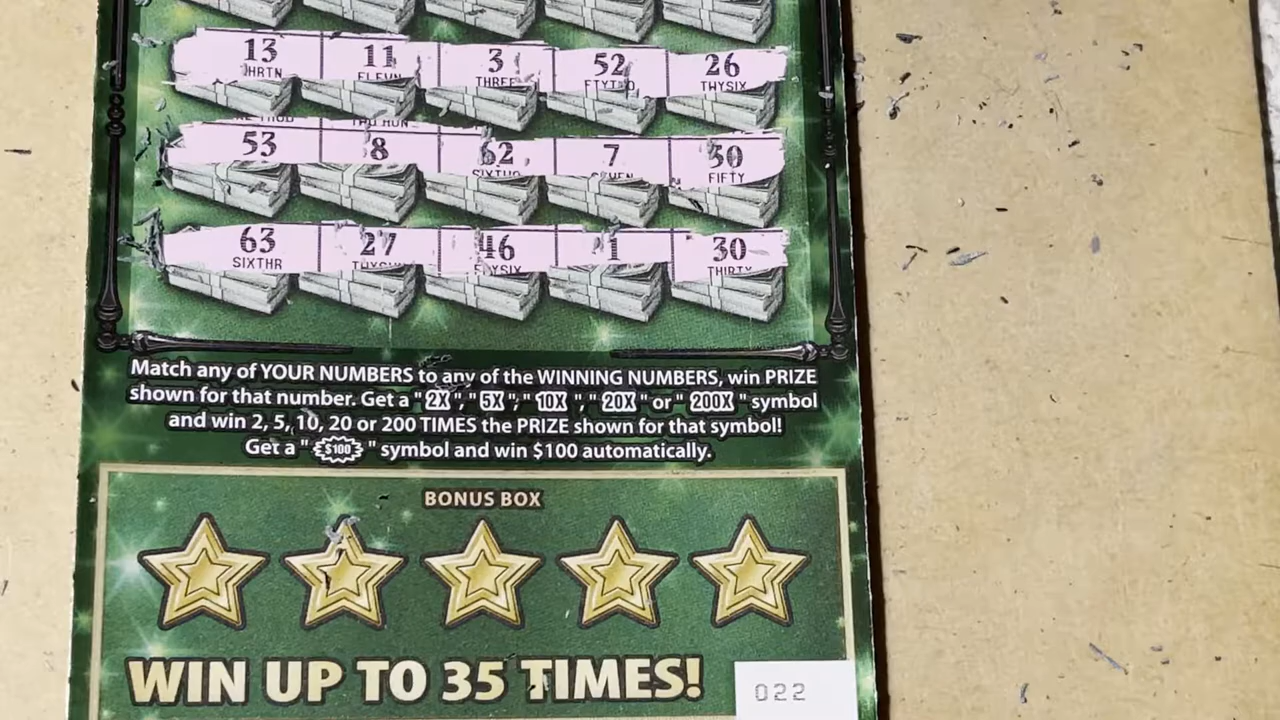 13 11 3 52 26
THREE TWYSIX
53 8 62 7 50
FIFTY
63 27 46 1 30
SIXTHR THIRTY
Match any of YOUR NUMBERS to any of the WINNING NUMBERS, win PRIZE
shown for that number. Get a "2X", "5X", "10X", "20X" or "200X" symbol
and win 2, 5, 10, 20 or 200 TIMES the PRIZE shown for that symbol!
Get a "$100" symbol and win $100 automatically.
BONUS BOX
WIN UP TO 35 TIMES!
022